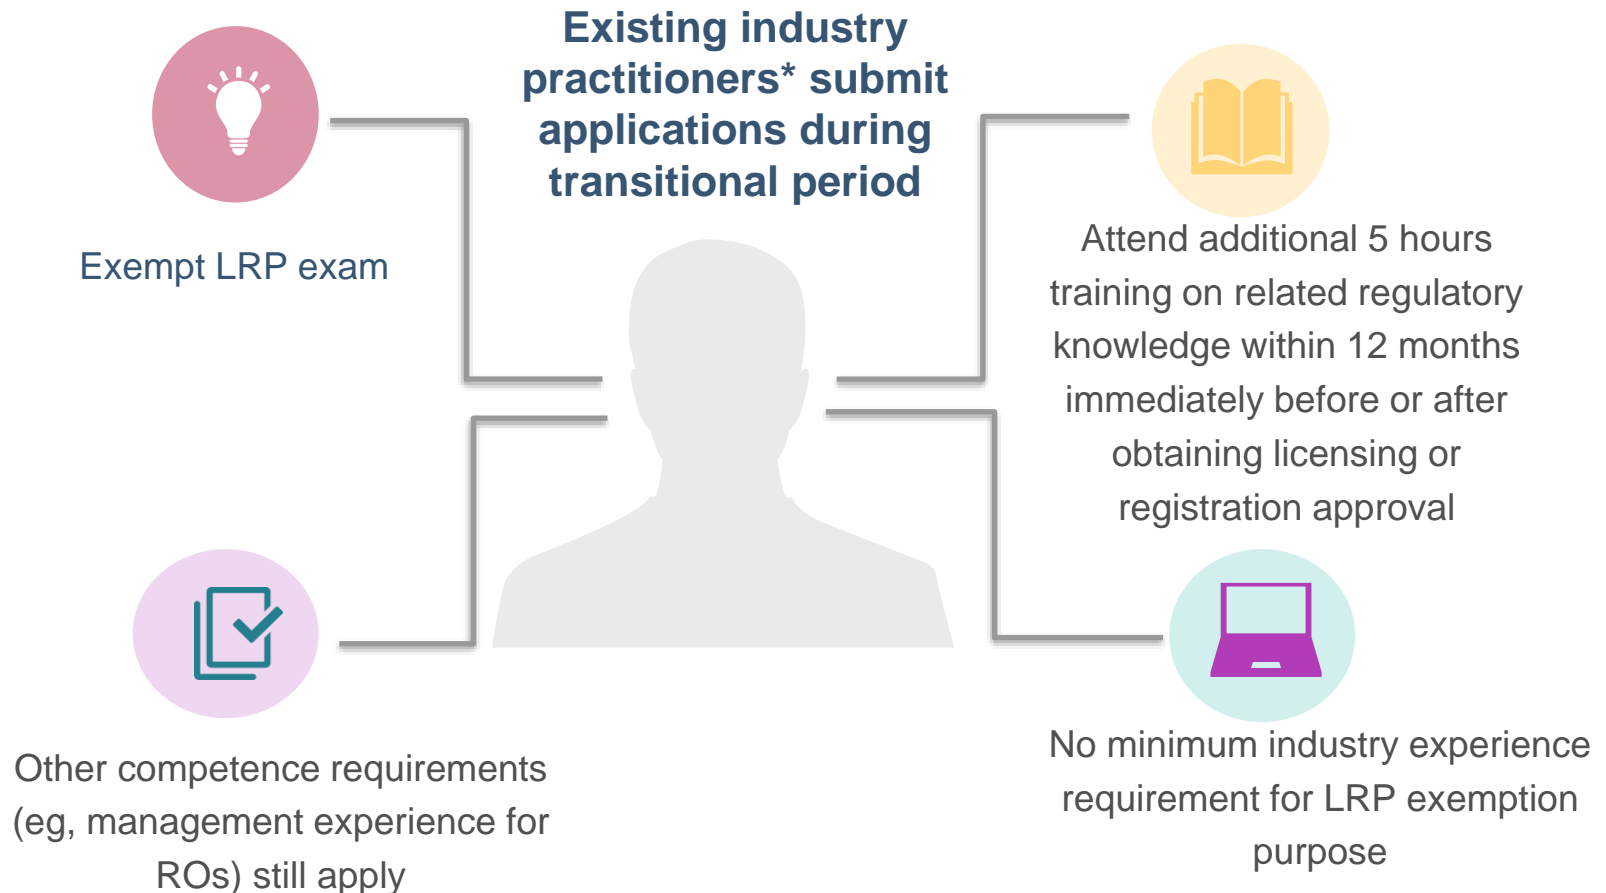 Existing industry
practitioners* submit
applications during
transitional period
Exempt LRP exam
Attend additional 5 hours
training on related regulatory
knowledge within 12 months
immediately before or after
obtaining licensing or
registration approval
Other competence requirements
(eg, management experience for
ROs) still apply
No minimum industry experience
requirement for LRP exemption
purpose